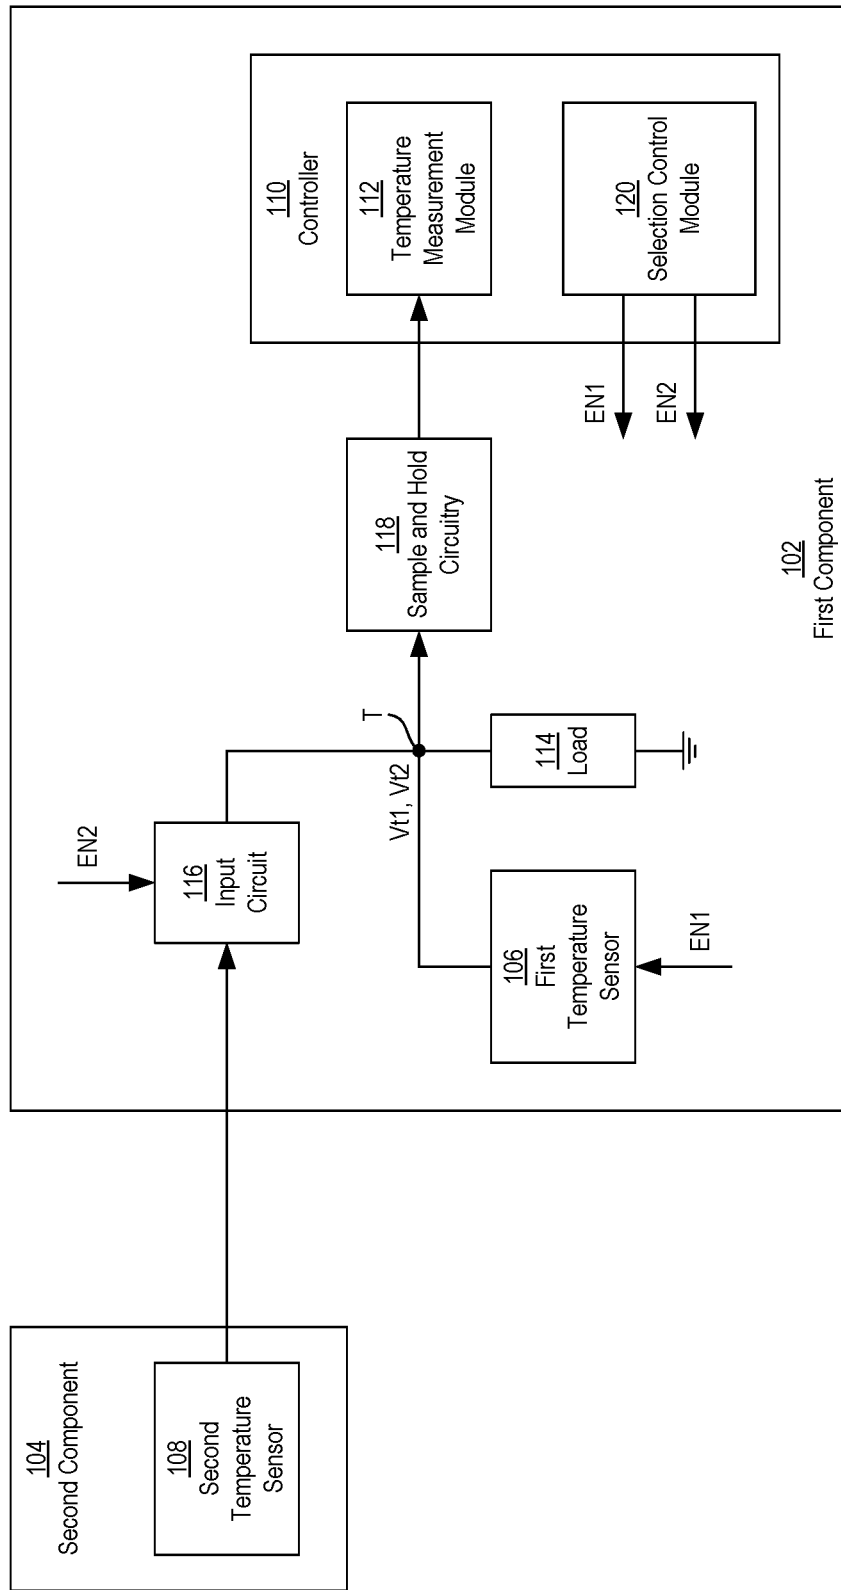 104
Second Component
108
Second
Temperature
Sensor
EN2
116
Input
Circuit
106
First
Temperature
Sensor
EN1
T
Vt1, Vt2
114
Load
118
Sample and Hold
Circuitry
110
Controller
112
Temperature
Measurement
Module
120
Selection Control
Module
EN1
EN2
102
First Component